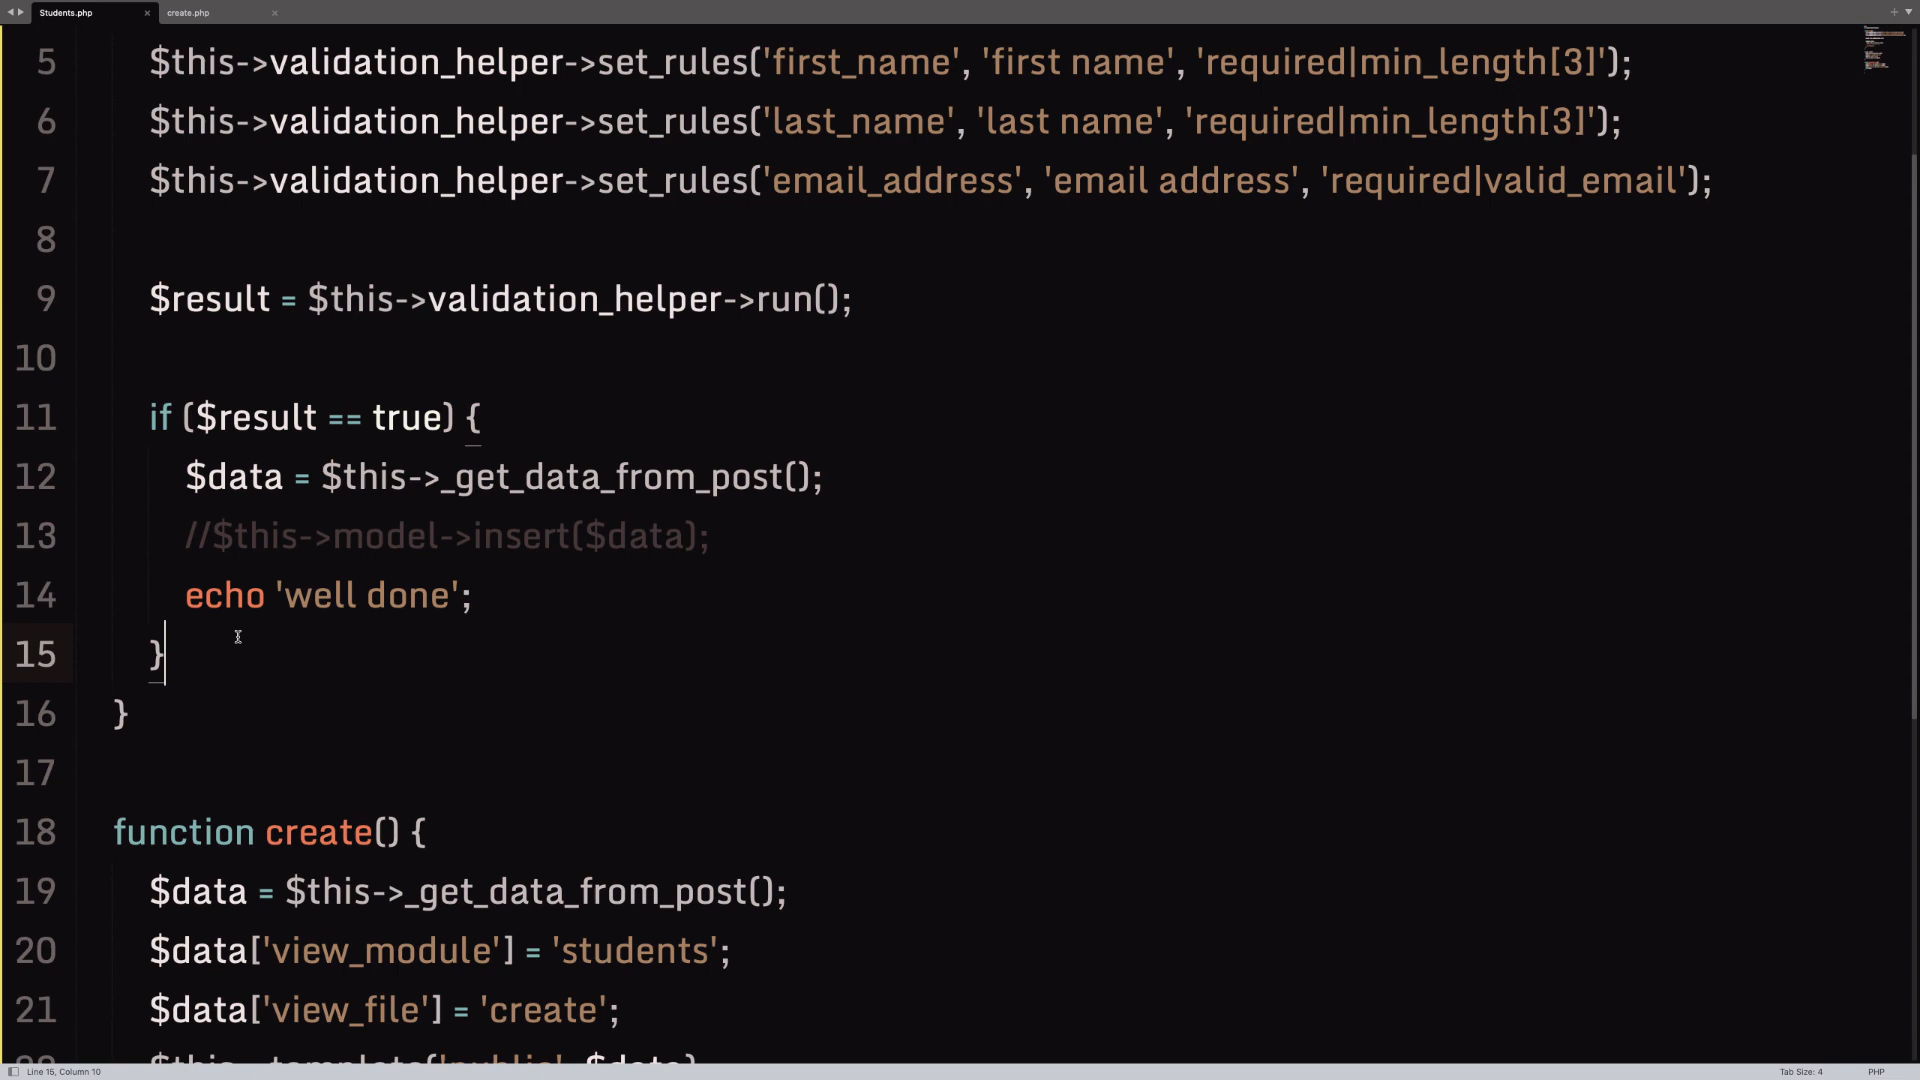 Students.php × create.php × +
5 $this->validation_helper->set_rules('first_name', 'first name', 'required|min_length[3]');
6 $this->validation_helper->set_rules('last_name', 'last name', 'required|min_length[3]');
7 $this->validation_helper->set_rules('email_address', 'email address', 'required|valid_email');
8
9 $result = $this->validation_helper->run();
10
11 if ($result == true) {
12 $data = $this->_get_data_from_post();
13 //$this->model->insert($data);
14 echo 'well done';
15 }
16 }
17
18 function create() {
19 $data = $this->_get_data_from_post();
20 $data['view_module'] = 'students';
21 $data['view_file'] = 'create';
Line 15, Column 10 Tab Size: 4 PHP